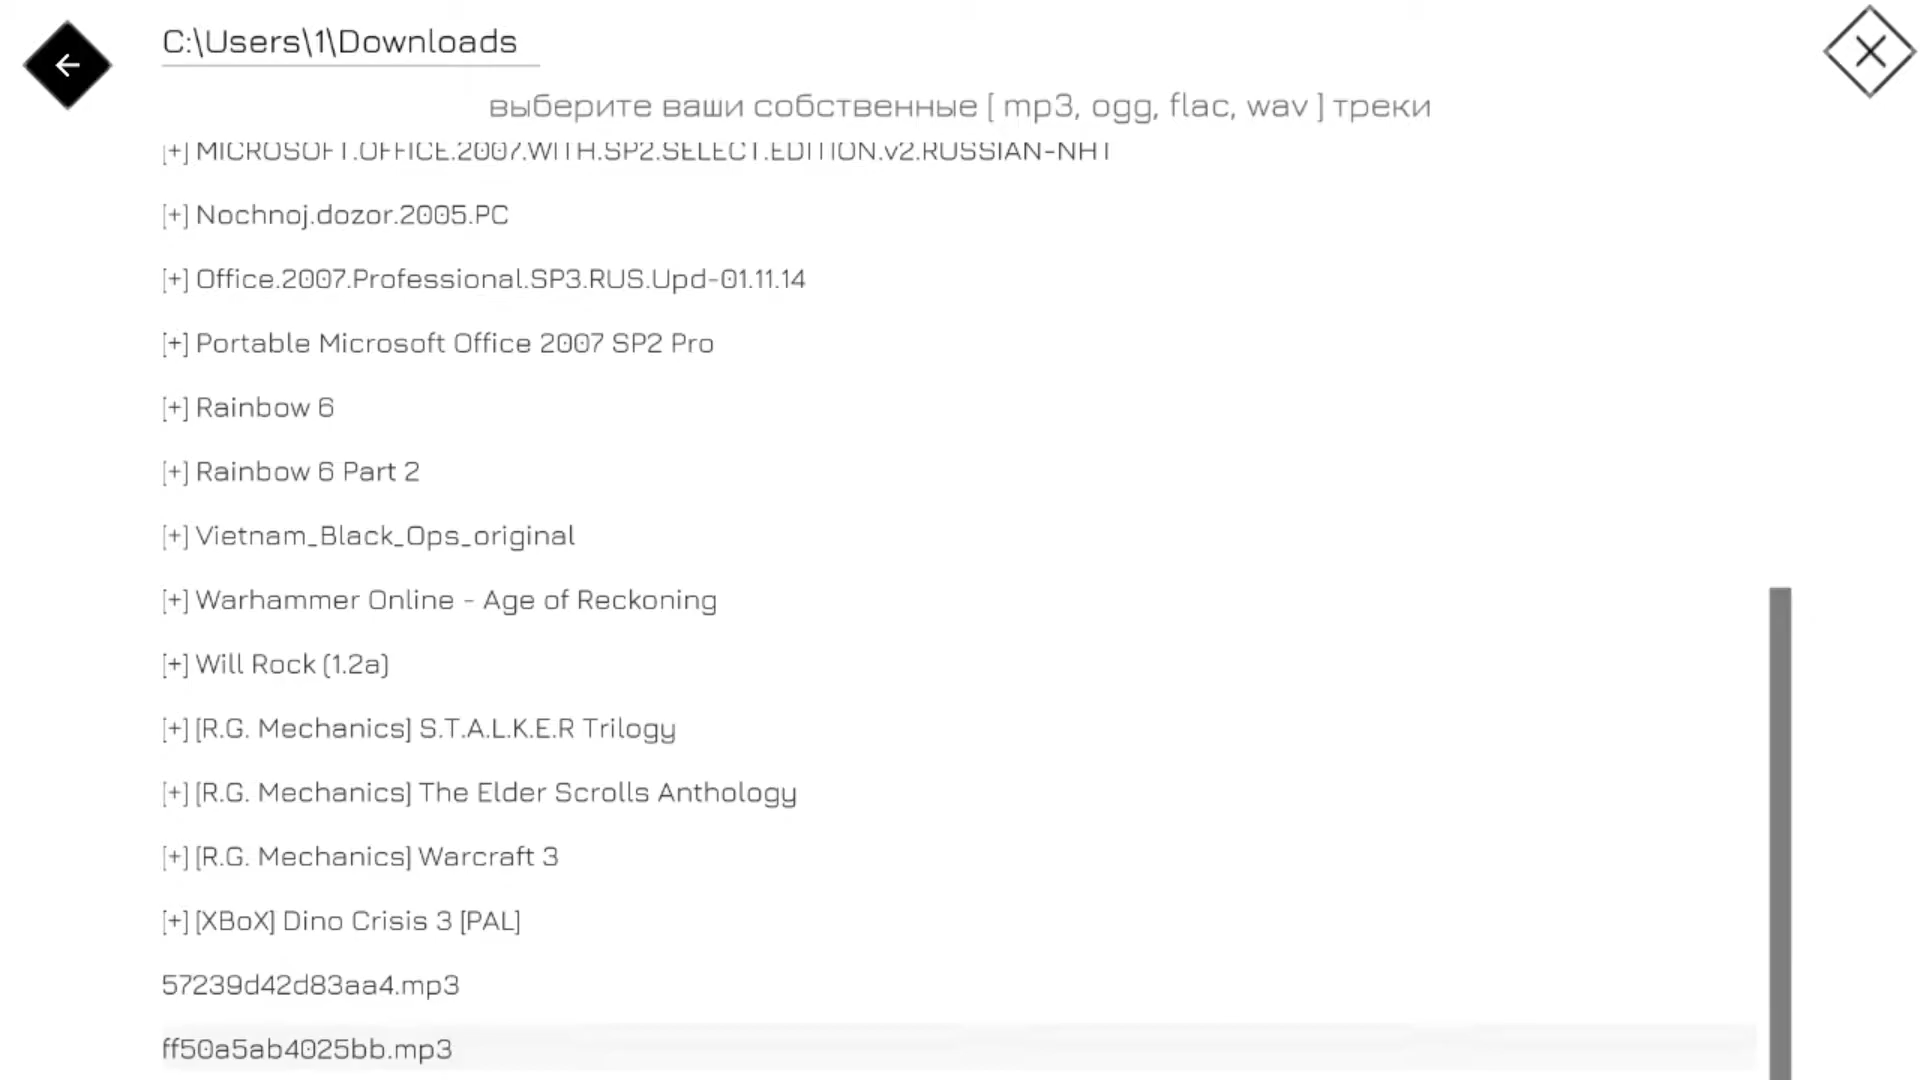 C:\Users\1\Downloads
выберите ваши собственные [ mp3, ogg, flac, wav ] треки
[+] MICROSOFT.OFFICE.2007.WITH.SP2.SELECT.EDITION.v2.RUSSIAN-NHT
[+] Nochnoj.dozor.2005.PC
[+] Office.2007.Professional.SP3.RUS.Upd-01.11.14
[+] Portable Microsoft Office 2007 SP2 Pro
[+] Rainbow 6
[+] Rainbow 6 Part 2
[+] Vietnam_Black_Ops_original
[+] Warhammer Online - Age of Reckoning
[+] Will Rock (1.2a)
[+] [R.G. Mechanics] S.T.A.L.K.E.R Trilogy
[+] [R.G. Mechanics] The Elder Scrolls Anthology
[+] [R.G. Mechanics] Warcraft 3
[+] [XBoX] Dino Crisis 3 [PAL]
57239d42d83aa4.mp3
ff50a5ab4025bb.mp3